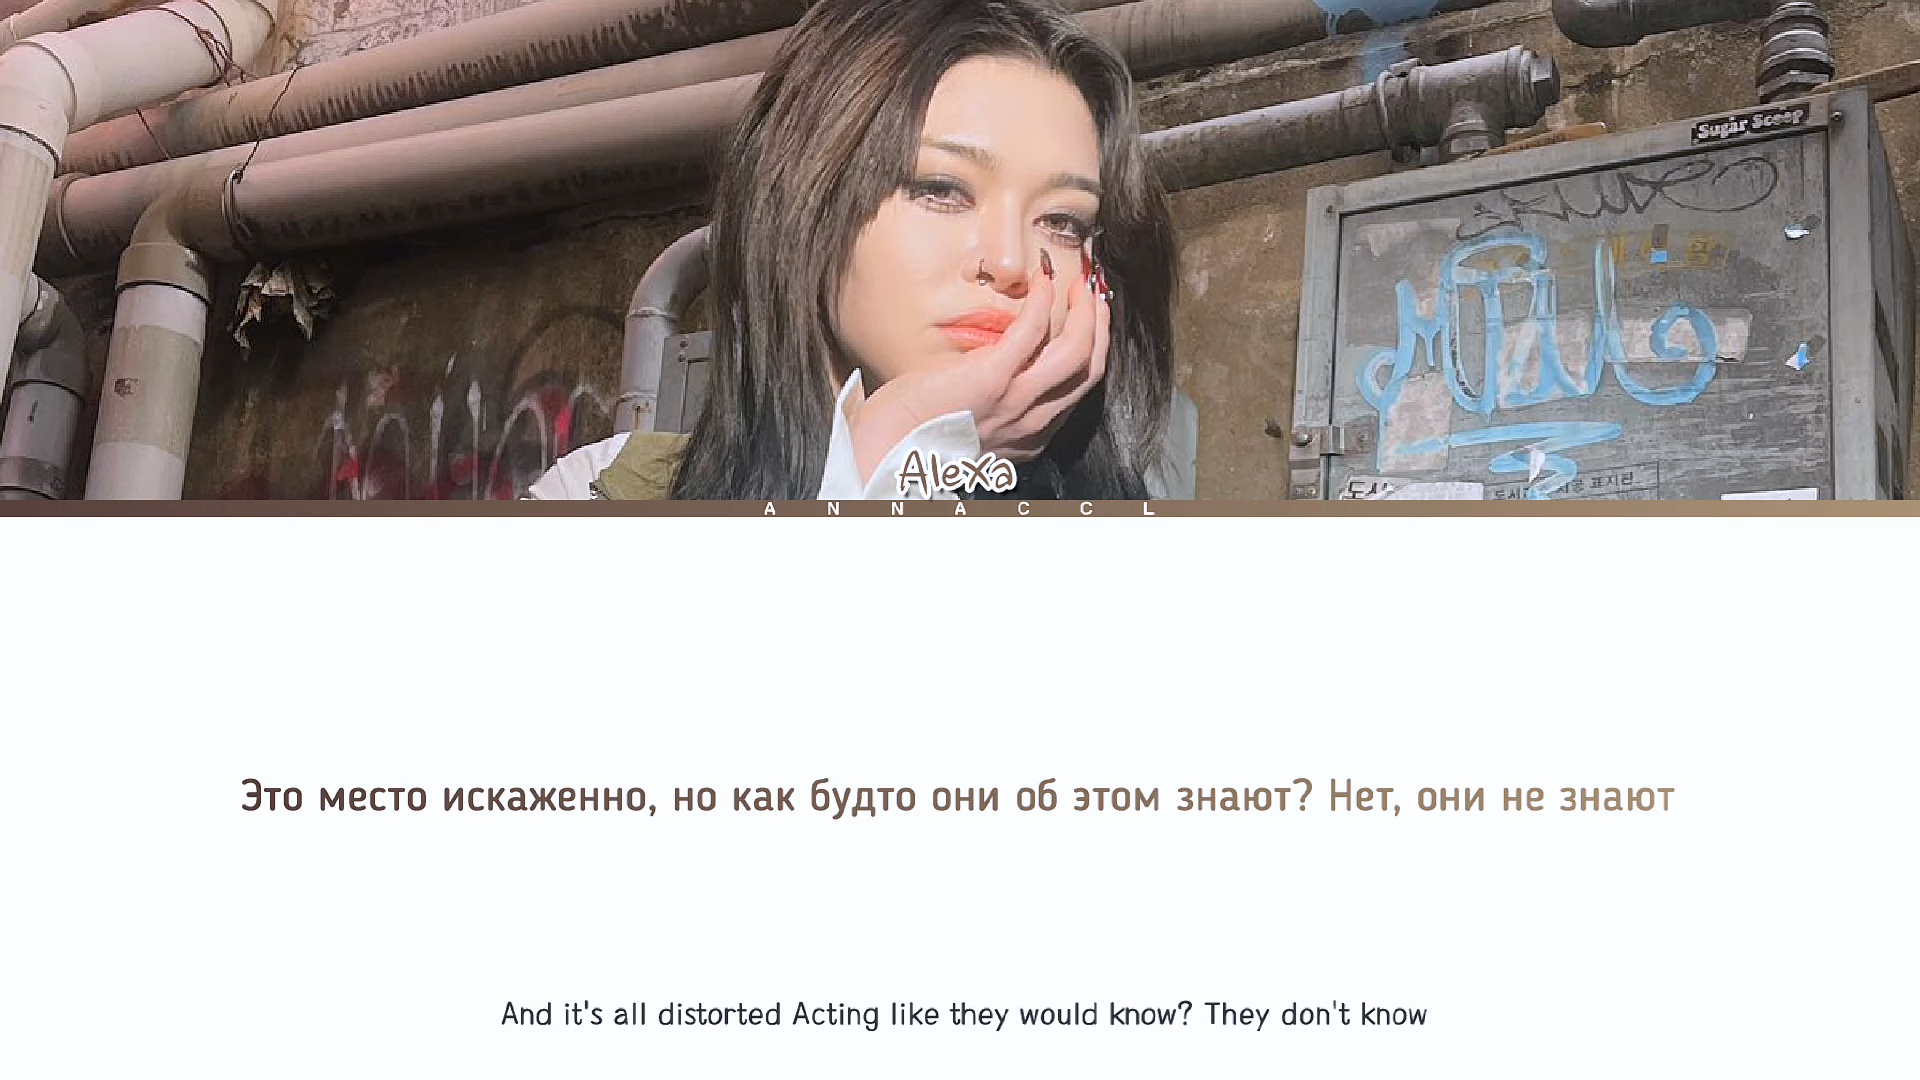 Sugar Scoop
Alexa
ANNACCL
Это место искаженно, но как будто они об этом знают? Нет, они не знают
And it's all distorted Acting like they would know? They don't know